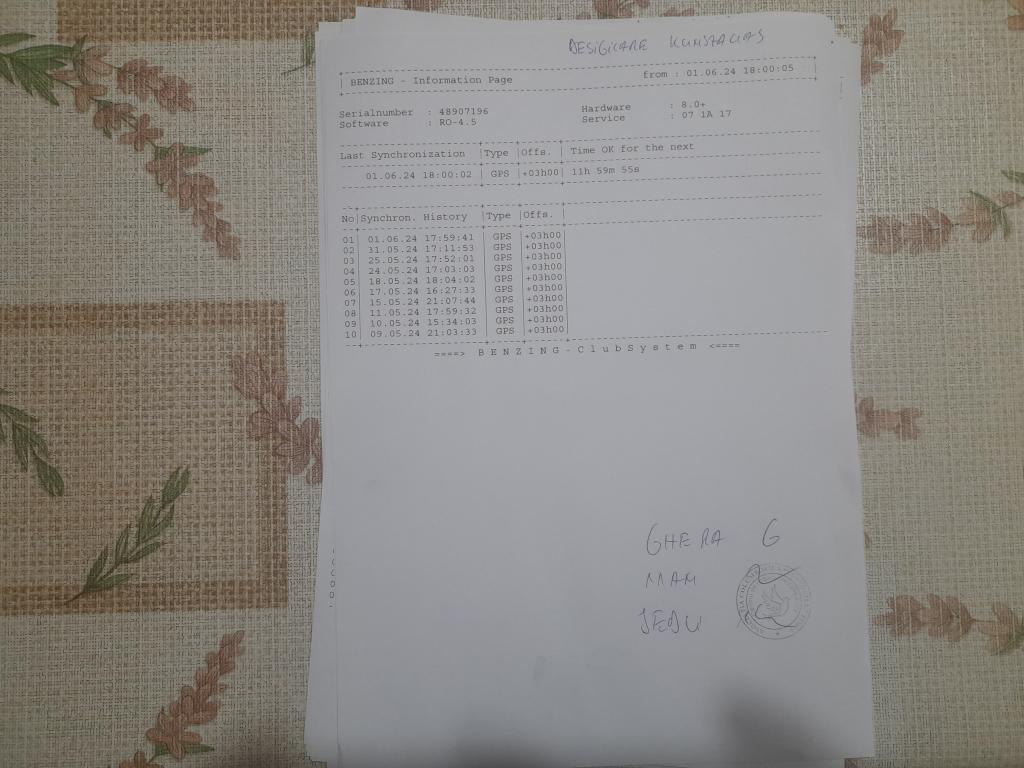 DESIGILARE KUNSTACIAS
BENZING - Information Page from : 01.06.24 18:00:05
Serialnumber : 48907196 Hardware : 8.0+
Software : RO-4.5 Service : 07 1A 17
Last Synchronization |Type |Offs. | Time OK for the next
01.06.24 18:00:02 | GPS |+03h00| 11h 59m 55s
No|Synchron. History |Type |Offs. |
01| 01.06.24 17:59:41 | GPS |+03h00|
02| 31.05.24 17:11:53 | GPS |+03h00|
03| 25.05.24 17:52:01 | GPS |+03h00|
04| 24.05.24 17:03:03 | GPS |+03h00|
05| 18.05.24 18:04:02 | GPS |+03h00|
06| 17.05.24 16:27:33 | GPS |+03h00|
07| 15.05.24 21:07:44 | GPS |+03h00|
08| 11.05.24 17:59:32 | GPS |+03h00|
09| 10.05.24 15:34:03 | GPS |+03h00|
10| 09.05.24 21:03:33 | GPS |+03h00|
====> B E N Z I N G - C l u b S y s t e m <====
GHERA G